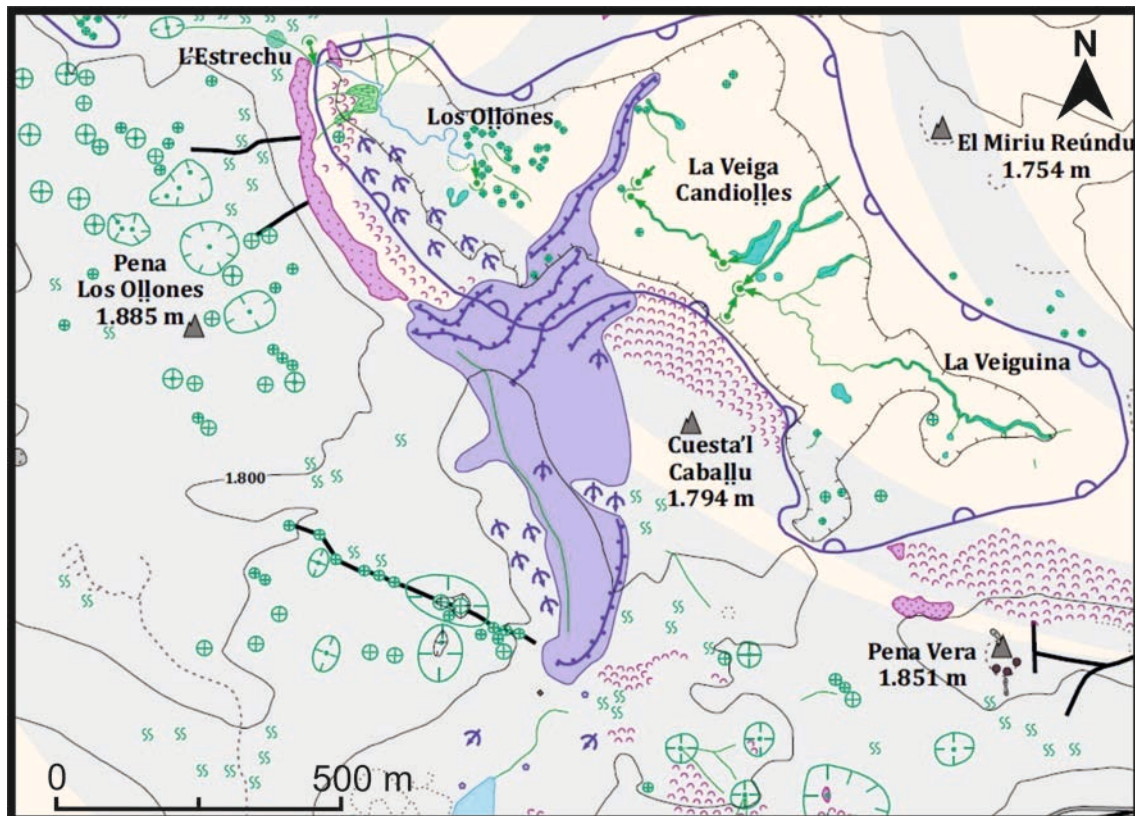 N
L'Estrechu
Los Oḷḷones
El Miriu Reúndu
1.754 m
La Veiga
Candioḷḷes
Pena
Los Oḷḷones
1.885 m
La Veiguina
Cuesta'l
Cabaḷḷu
1.794 m
1.800
Pena Vera
1.851 m
0
500 m